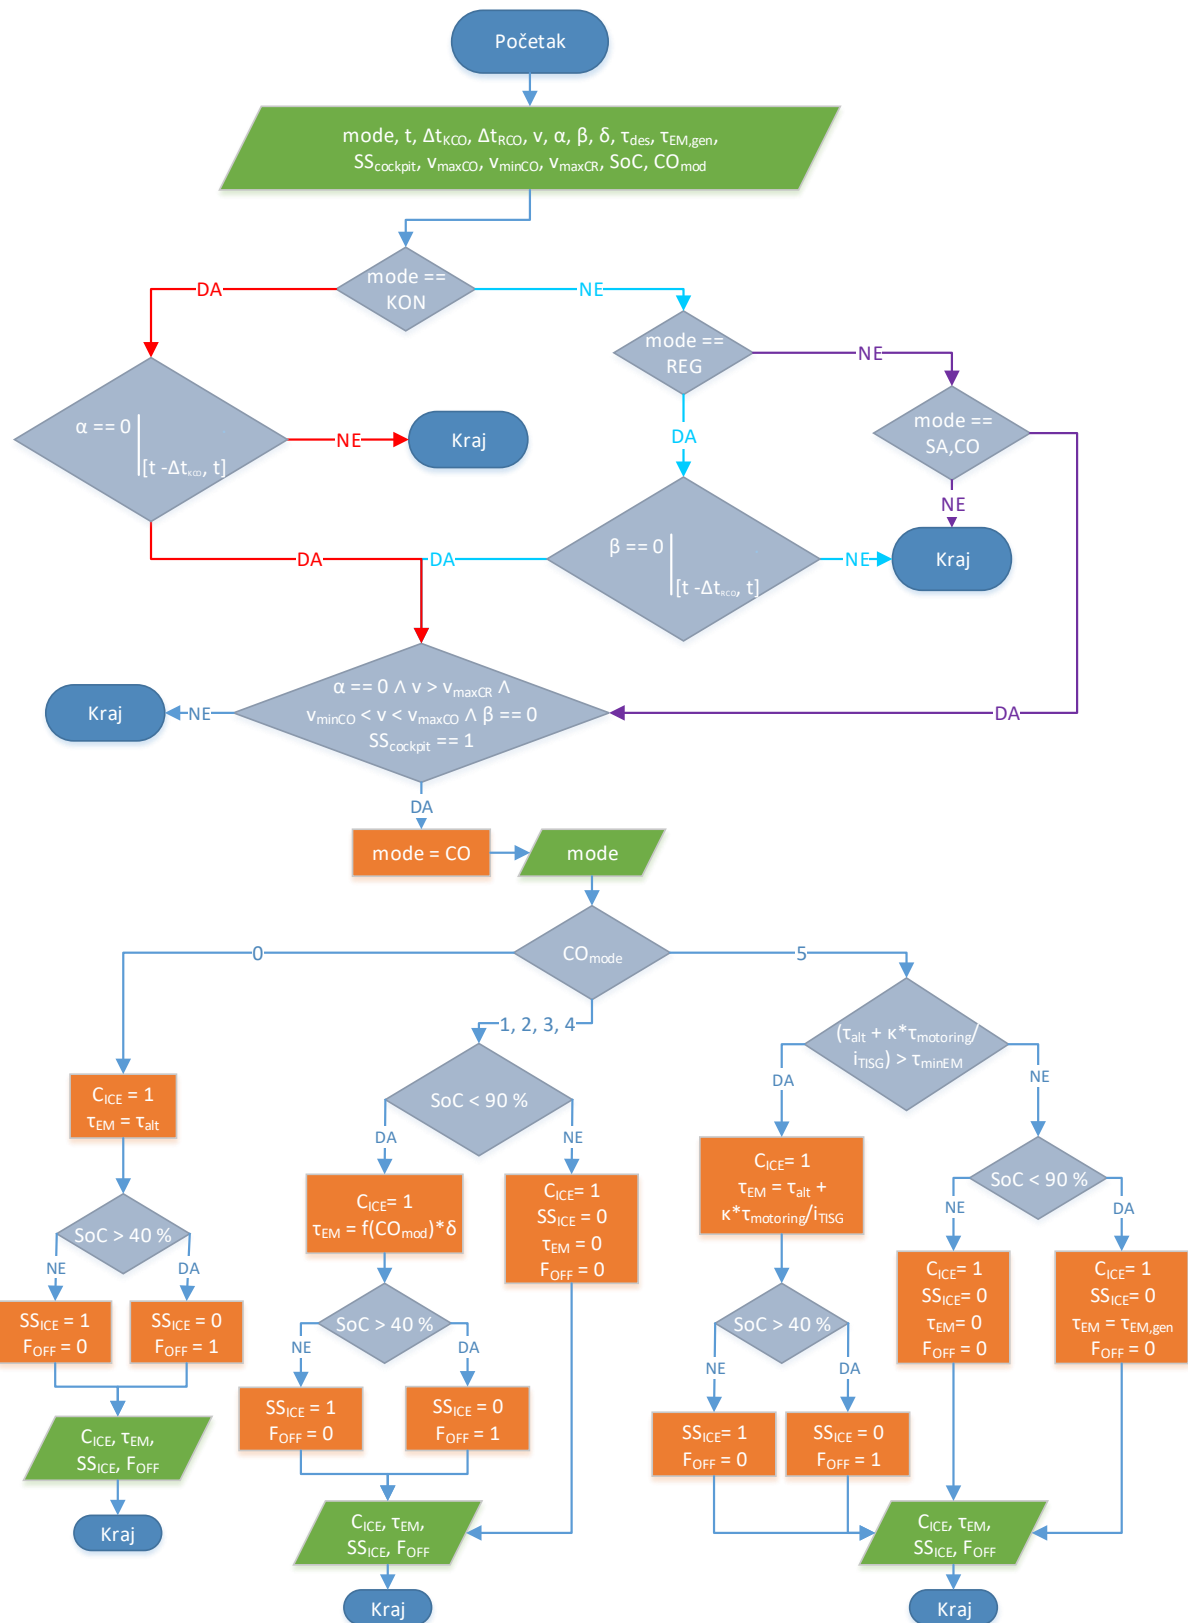 Početak
mode, t, Δt_KCO, Δt_RCO, v, α, β, δ, τ_des, τ_EM,gen,
SS_cockpit, v_maxCO, v_minCO, v_maxCR, SoC, CO_mod
mode ==
KON
DA
NE
mode ==
REG
NE
DA
mode ==
SA,CO
NE
α == 0
[t -Δt_KCO, t]
NE
Kraj
DA
β == 0
[t -Δt_RCO, t]
DA
NE
Kraj
α == 0 Λ v > v_maxCR Λ
v_minCO < v < v_maxCO Λ β == 0
SS_cockpit == 1
Kraj
NE
DA
DA
mode = CO
mode
CO_mode
0
5
1, 2, 3, 4
C_ICE = 1
τ_EM = τ_alt
SoC > 40 %
NE
DA
SS_ICE = 1
F_OFF = 0
SS_ICE = 0
F_OFF = 1
C_ICE, τ_EM,
SS_ICE, F_OFF
Kraj
SoC < 90 %
DA
NE
C_ICE= 1
τ_EM = f(CO_mod)*δ
C_ICE= 1
SS_ICE = 0
τ_EM = 0
F_OFF = 0
SoC > 40 %
NE
DA
SS_ICE = 1
F_OFF = 0
SS_ICE = 0
F_OFF = 1
C_ICE, τ_EM,
SS_ICE, F_OFF
Kraj
(τ_alt + κ*τ_motoring/
i_TISG) > τ_minEM
DA
NE
C_ICE= 1
τ_EM = τ_alt +
κ*τ_motoring/i_TISG
SoC > 40 %
NE
DA
SS_ICE= 1
F_OFF = 0
SS_ICE = 0
F_OFF = 1
SoC < 90 %
NE
DA
C_ICE= 1
SS_ICE= 0
τ_EM= 0
F_OFF = 0
C_ICE= 1
SS_ICE = 0
τ_EM = τ_EM,gen
F_OFF = 0
C_ICE, τ_EM,
SS_ICE, F_OFF
Kraj